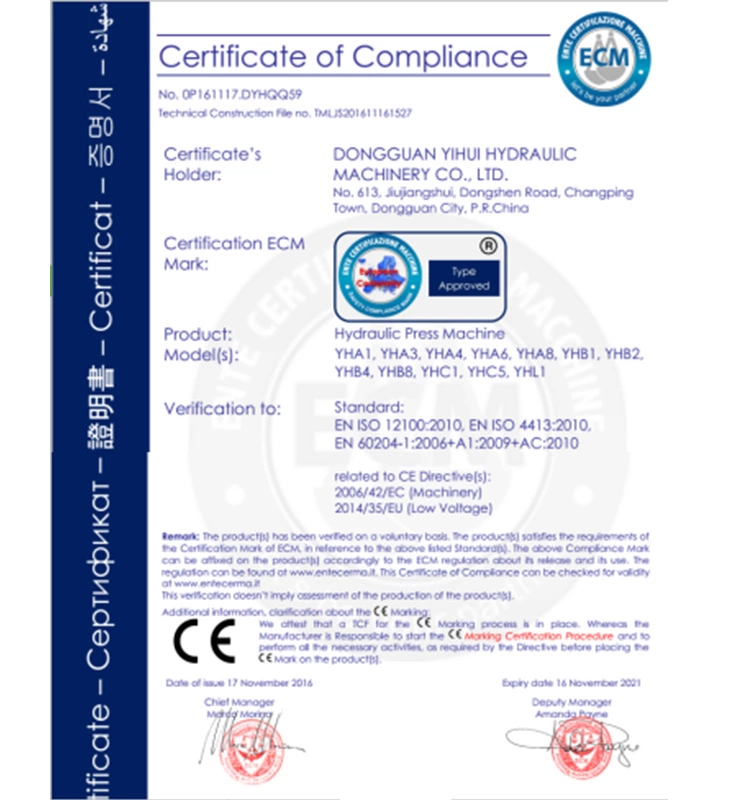 Certificate of Compliance
ENTE CERTIFICAZIONE MACCHINE
ECM
let's be your partner
No. 0P161117.DYHQQ59
Technical Construction File no. TMLJS201611161527
Certificate's
Holder:
DONGGUAN YIHUI HYDRAULIC
MACHINERY CO., LTD.
No. 613, Jiujiangshui, Dongshen Road, Changping
Town, Dongguan City, P.R.China
Certification ECM
Mark:
ENTE CERTIFICAZIONE MACCHINE
European
Conformity
SAFETY COMPLIANCE MARK
®
Type
Approved
Product:
Hydraulic Press Machine
Model(s):
YHA1, YHA3, YHA4, YHA6, YHA8, YHB1, YHB2,
YHB4, YHB8, YHC1, YHC5, YHL1
Verification to:
Standard:
EN ISO 12100:2010, EN ISO 4413:2010,
EN 60204-1:2006+A1:2009+AC:2010
related to CE Directive(s):
2006/42/EC (Machinery)
2014/35/EU (Low Voltage)
Remark: The product(s) has been verified on a voluntary basis. The product(s) satisfies the requirements of
the Certification Mark of ECM, in reference to the above listed Standard(s). The above Compliance Mark
can be affixed on the product(s) accordingly to the ECM regulation about its release and its use. The
regulation can be found at www.entecerma.it. This Certificate of Compliance can be checked for validity
at www.entecerma.it
This verification doesn't imply assessment of the production of the product(s).
Additional information, clarification about the CE Marking:
CE
We attest that a TCF for the CE Marking process is in place. Whereas the
Manufacturer is Responsible to start the CE Marking Certification Procedure and to
perform all the necessary activities, as required by the Directive before placing the
CE Mark on the product(s).
Date of issue 17 November 2016
Expiry date 16 November 2021
Chief Manager
Marco Morina
Deputy Manager
Amanda Payne
tificate – Сертификат – 證明書 – Certificat – 증명서 – شهادة
ENTE CERTIFICAZIONE MACCHINE
ECM